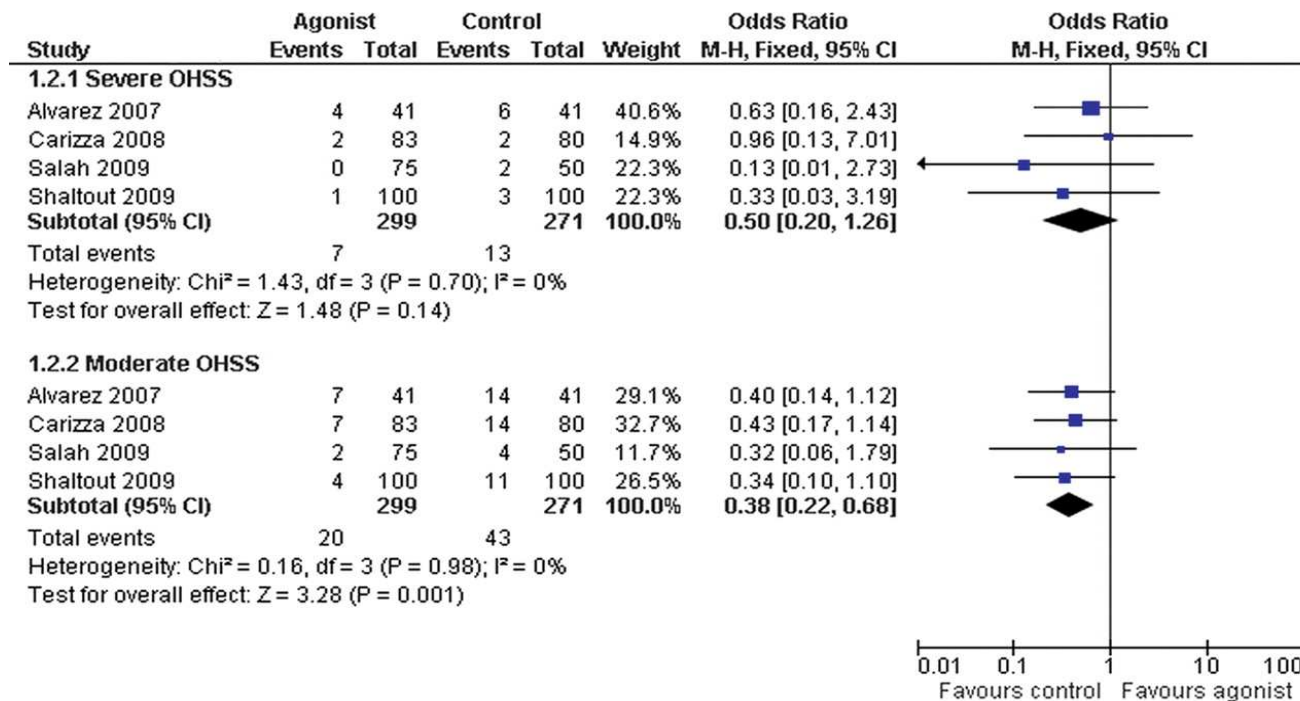 Agonist Control Odds Ratio Odds Ratio
Study Events Total Events Total Weight M-H, Fixed, 95% CI M-H, Fixed, 95% CI
1.2.1 Severe OHSS
Alvarez 2007 4 41 6 41 40.6% 0.63 [0.16, 2.43]
Carizza 2008 2 83 2 80 14.9% 0.96 [0.13, 7.01]
Salah 2009 0 75 2 50 22.3% 0.13 [0.01, 2.73]
Shaltout 2009 1 100 3 100 22.3% 0.33 [0.03, 3.19]
Subtotal (95% CI) 299 271 100.0% 0.50 [0.20, 1.26]
Total events 7 13
Heterogeneity: Chi² = 1.43, df = 3 (P = 0.70); I² = 0%
Test for overall effect: Z = 1.48 (P = 0.14)
1.2.2 Moderate OHSS
Alvarez 2007 7 41 14 41 29.1% 0.40 [0.14, 1.12]
Carizza 2008 7 83 14 80 32.7% 0.43 [0.17, 1.14]
Salah 2009 2 75 4 50 11.7% 0.32 [0.06, 1.79]
Shaltout 2009 4 100 11 100 26.5% 0.34 [0.10, 1.10]
Subtotal (95% CI) 299 271 100.0% 0.38 [0.22, 0.68]
Total events 20 43
Heterogeneity: Chi² = 0.16, df = 3 (P = 0.98); I² = 0%
Test for overall effect: Z = 3.28 (P = 0.001)
0.01 0.1 1 10 100
Favours control Favours agonist